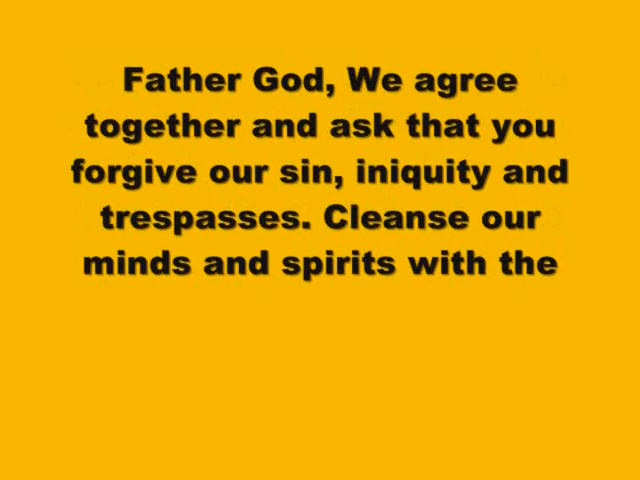 Father God, We agree
together and ask that you
forgive our sin, iniquity and
trespasses. Cleanse our
minds and spirits with the